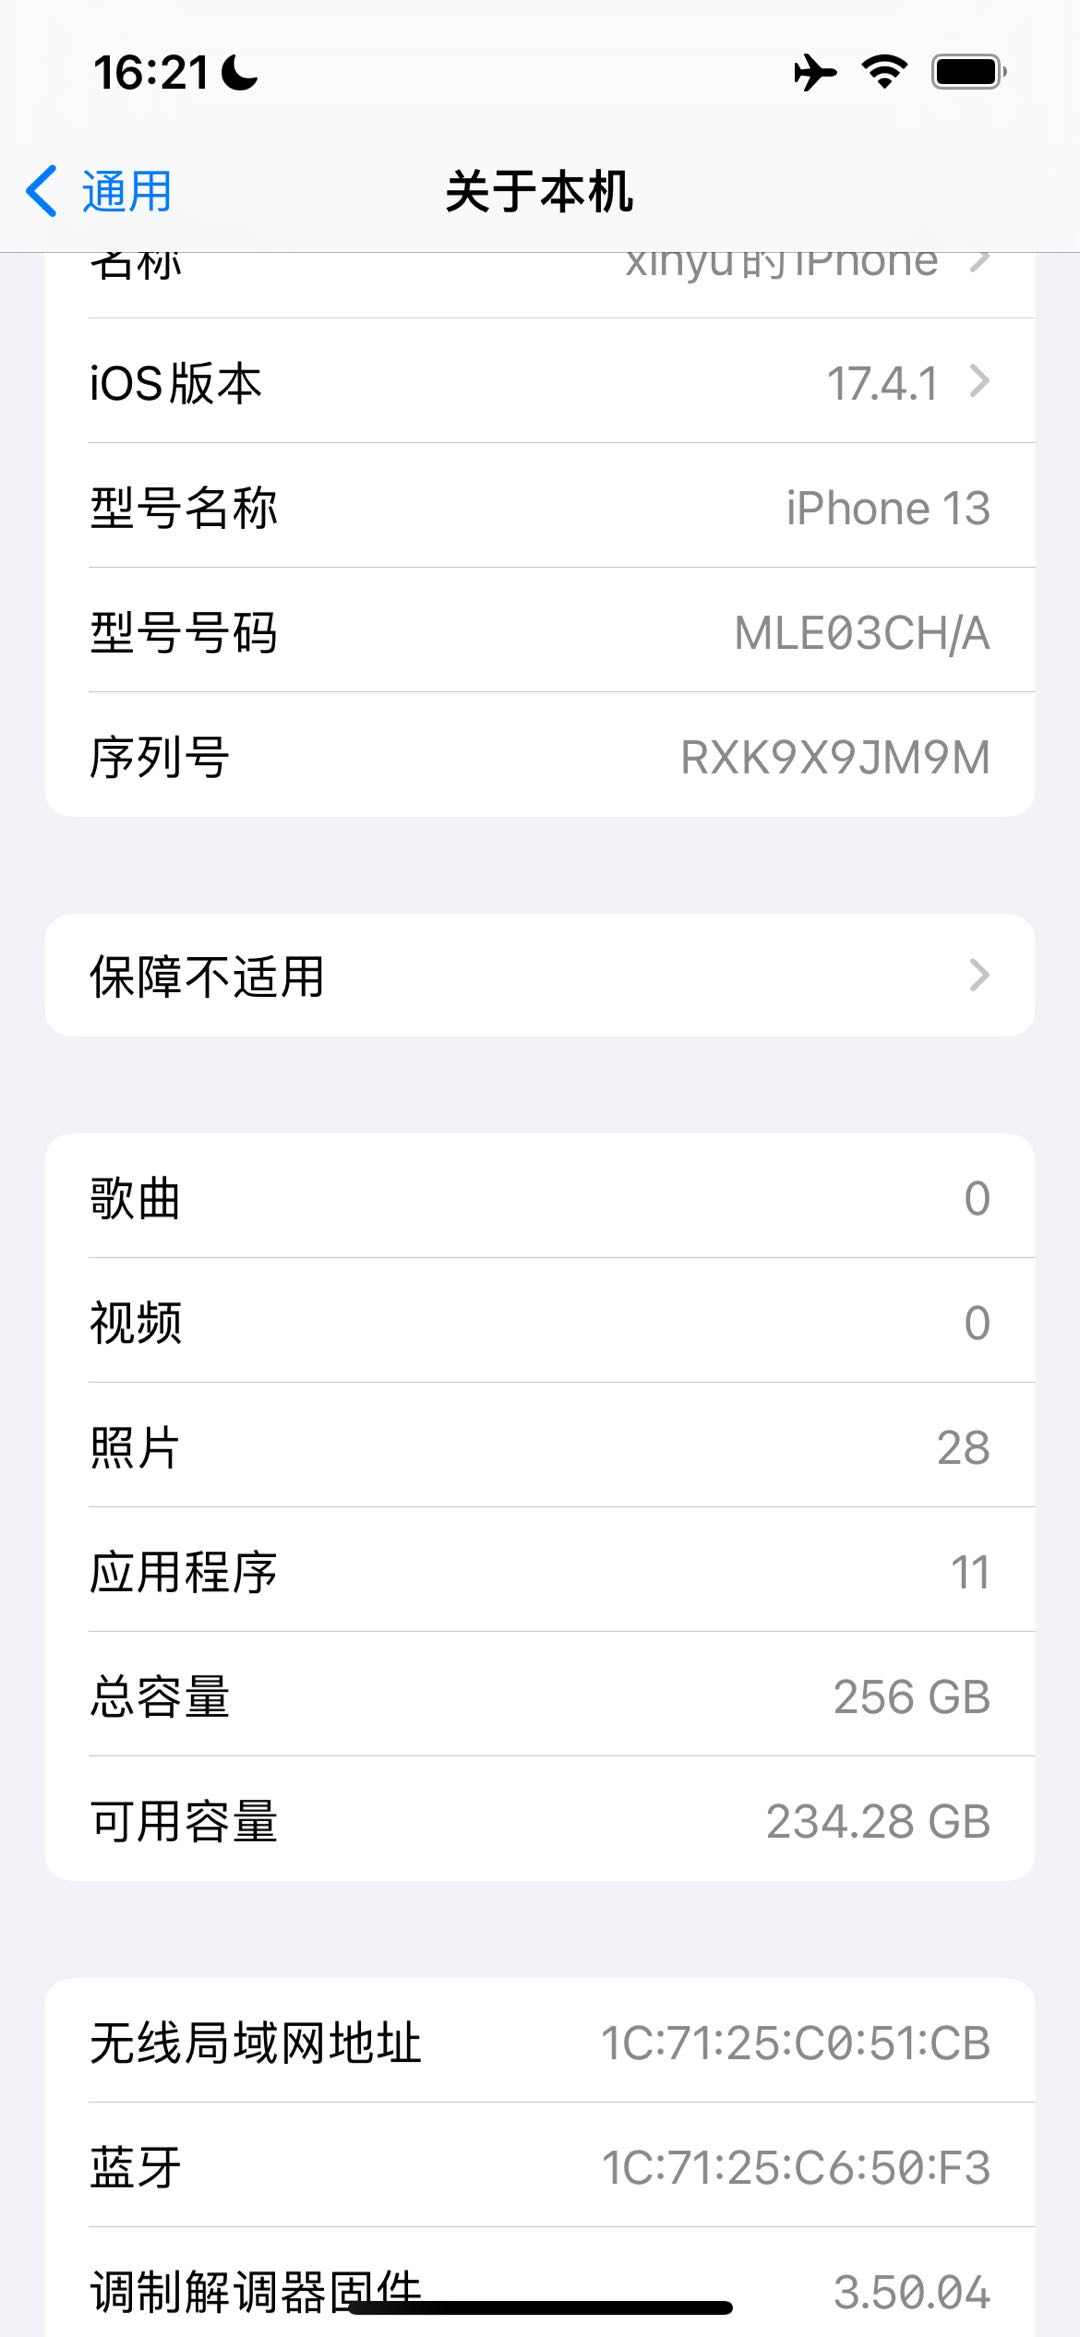 16:21
通用
关于本机
名称 xinyu的iPhone
iOS版本 17.4.1
型号名称 iPhone 13
型号号码 MLE03CH/A
序列号 RXK9X9JM9M
保障不适用
歌曲 0
视频 0
照片 28
应用程序 11
总容量 256 GB
可用容量 234.28 GB
无线局域网地址 1C:71:25:C0:51:CB
蓝牙 1C:71:25:C6:50:F3
调制解调器固件 3.50.04